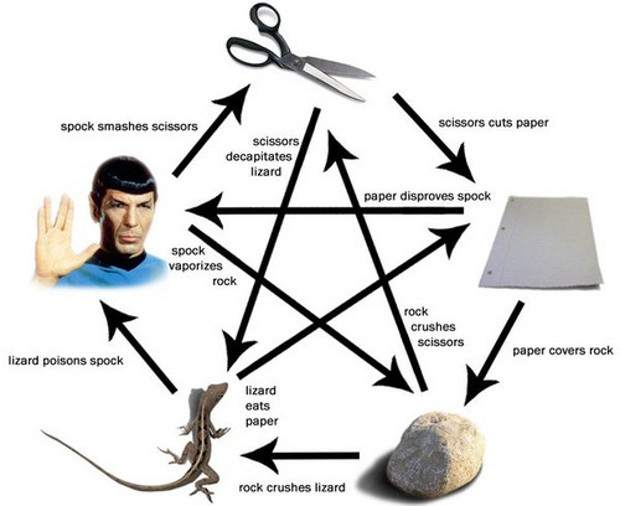 spock smashes scissors
scissors cuts paper
scissors
decapitates
lizard
paper disproves spock
spock
vaporizes
rock
rock
crushes
scissors
paper covers rock
lizard poisons spock
lizard
eats
paper
rock crushes lizard